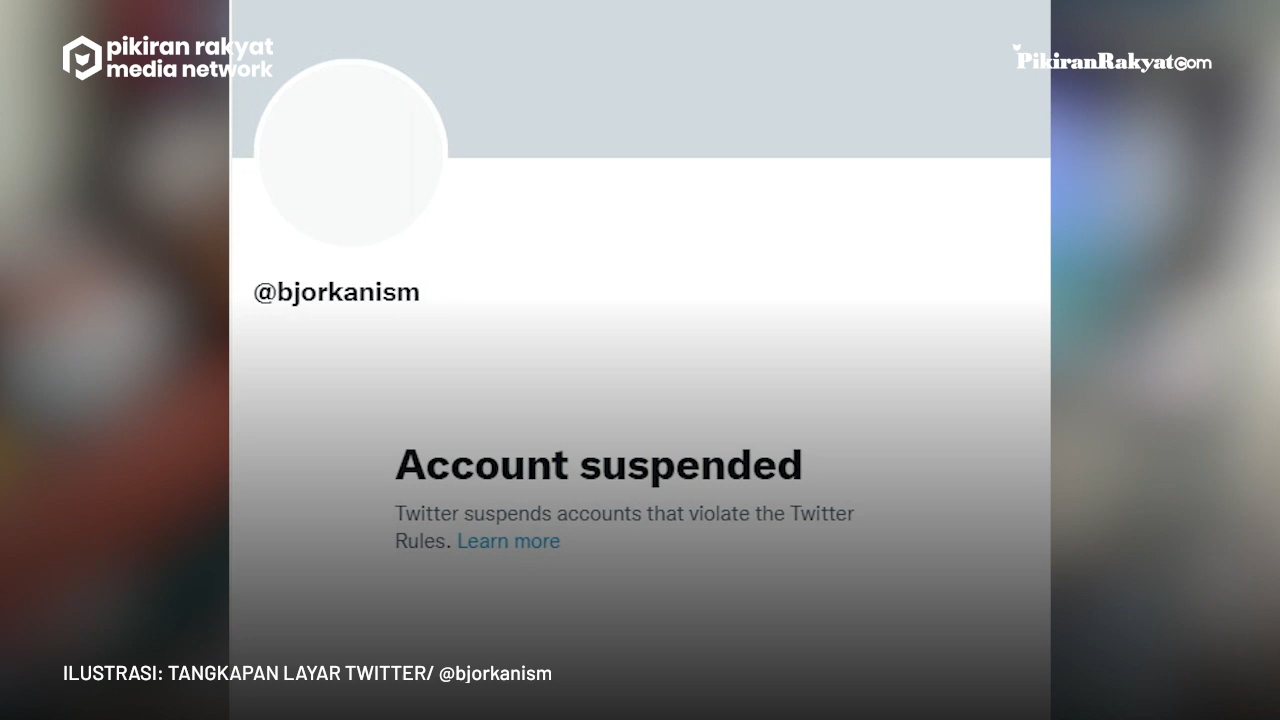 pikiran rakyat
media network
PikiranRakyat.com
@bjorkanism
Account suspended
Twitter suspends accounts that violate the Twitter
Rules. Learn more
ILUSTRASI: TANGKAPAN LAYAR TWITTER/ @bjorkanism